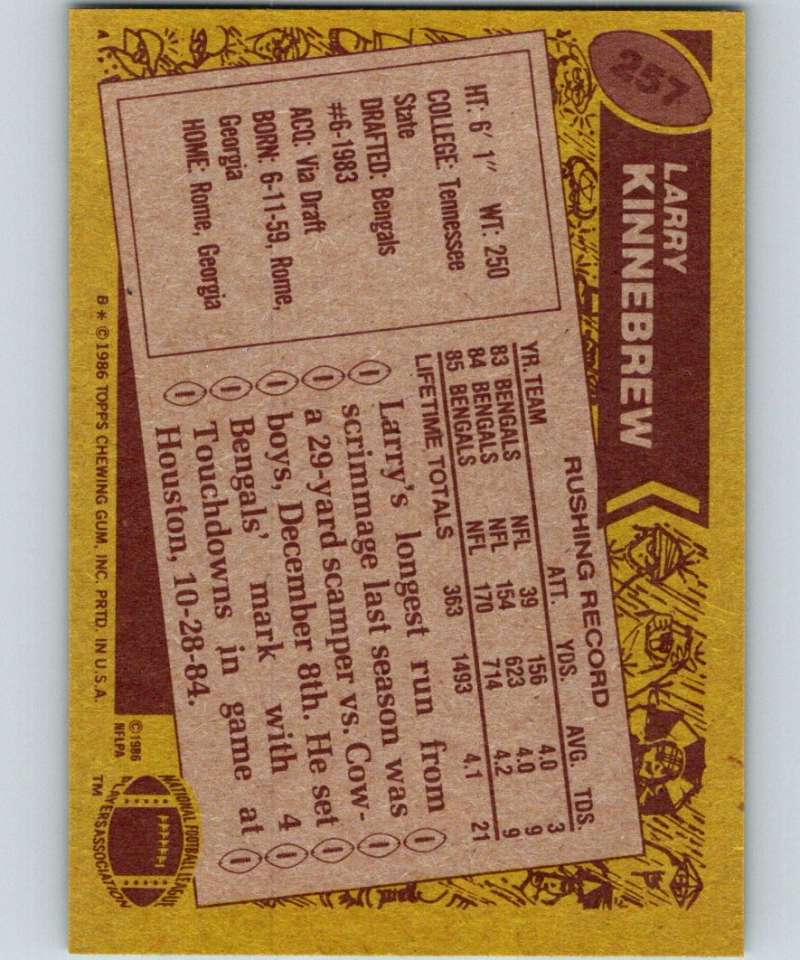 257
LARRY
KINNEBREW
HT: 6' 1" WT: 250
COLLEGE: Tennessee
State
DRAFTED: Bengals
#6-1983
ACQ: Via Draft
BORN: 6-11-59, Rome,
Georgia
HOME: Rome, Georgia
RUSHING RECORD
YR. TEAM ATT. YDS. AVG. TDS.
83 BENGALS NFL 39 156 4.0 3
84 BENGALS NFL 154 623 4.0 9
85 BENGALS NFL 170 714 4.2 9
LIFETIME TOTALS 363 1493 4.1 21
Larry's longest run from
scrimmage last season was
a 29-yard scamper vs. Cow-
boys, December 8th. He set
Bengals' mark with 4
Touchdowns in game at
Houston, 10-28-84.
B * © 1986 TOPPS CHEWING GUM, INC. PRTD. IN U.S.A.
© 1986
NFLPA
NATIONAL FOOTBALL LEAGUE
PLAYERS ASSOCIATION
TM